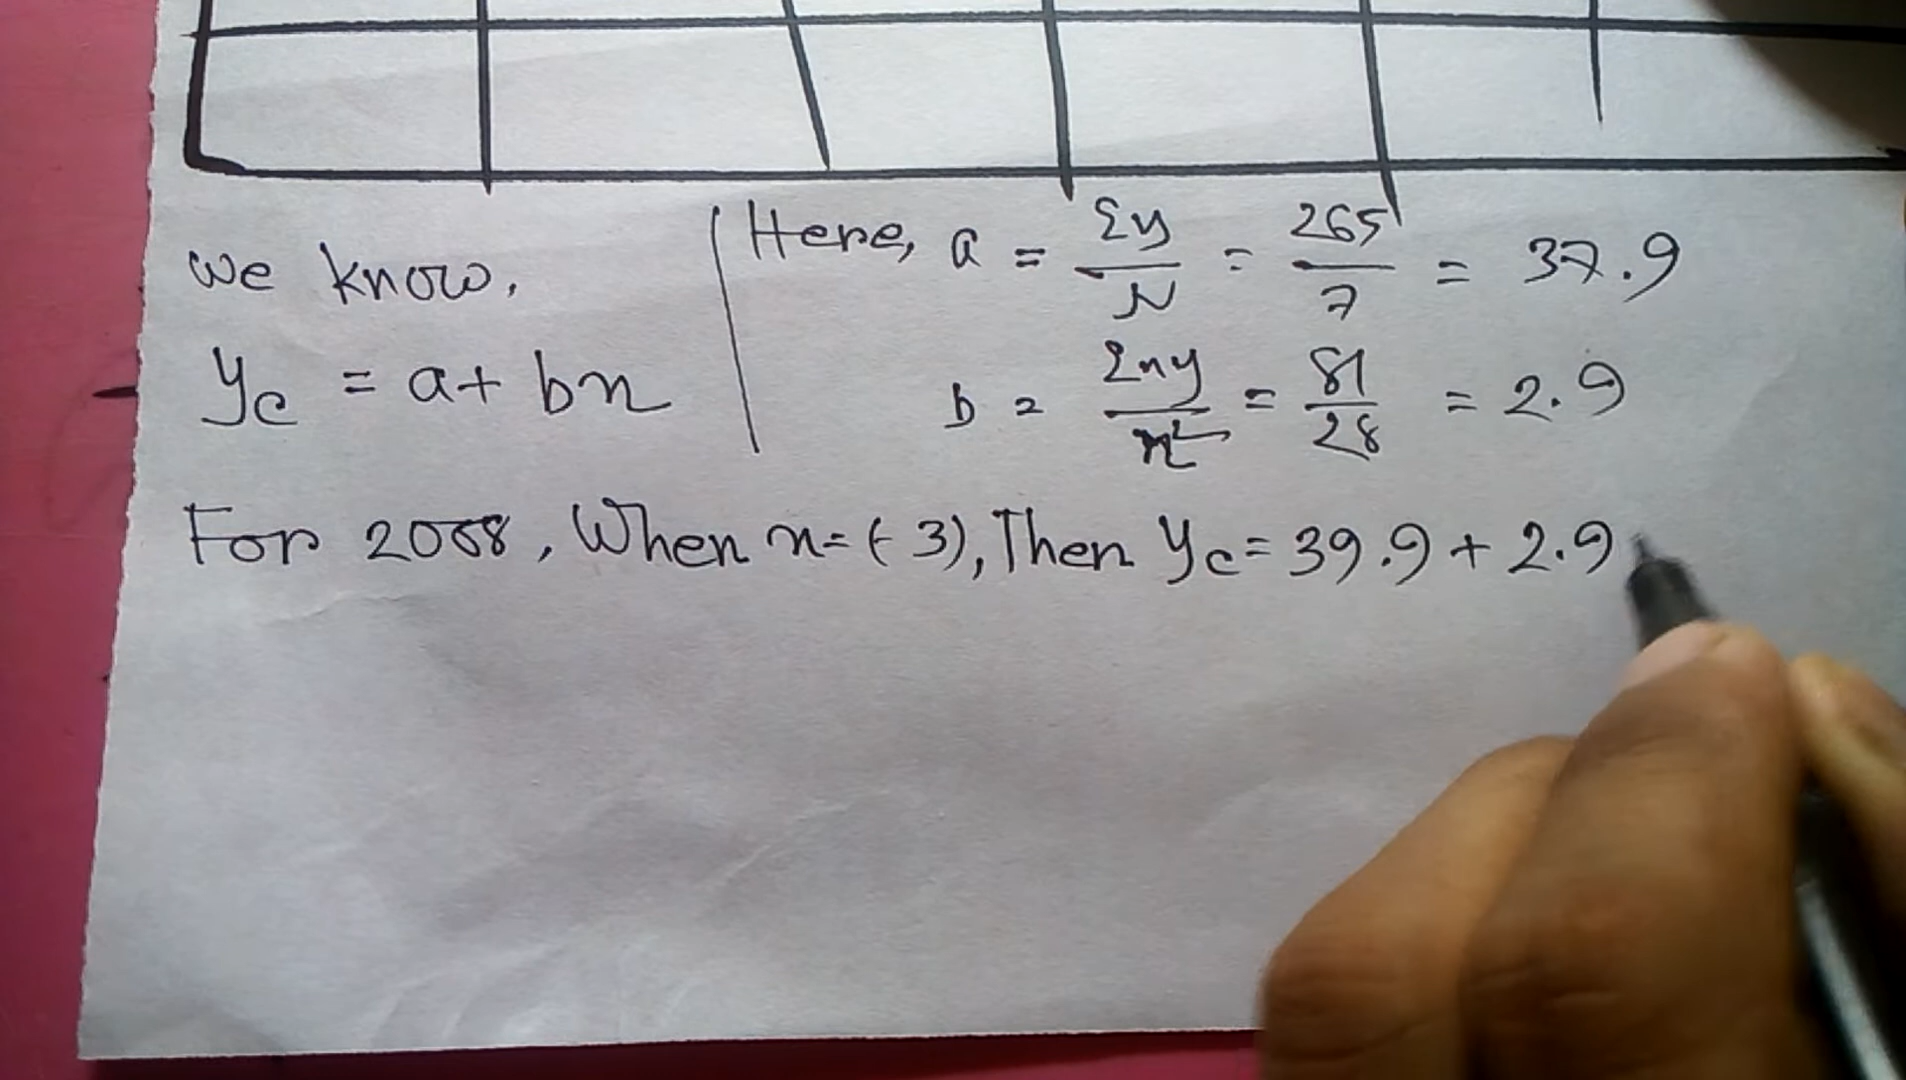 We know,
yc = a + bx
Here, a = Σy / N = 265 / 7 = 37.9
b = Σxy / x² = 81 / 28 = 2.9
For 2008, When x = (-3), Then yc = 39.9 + 2.9